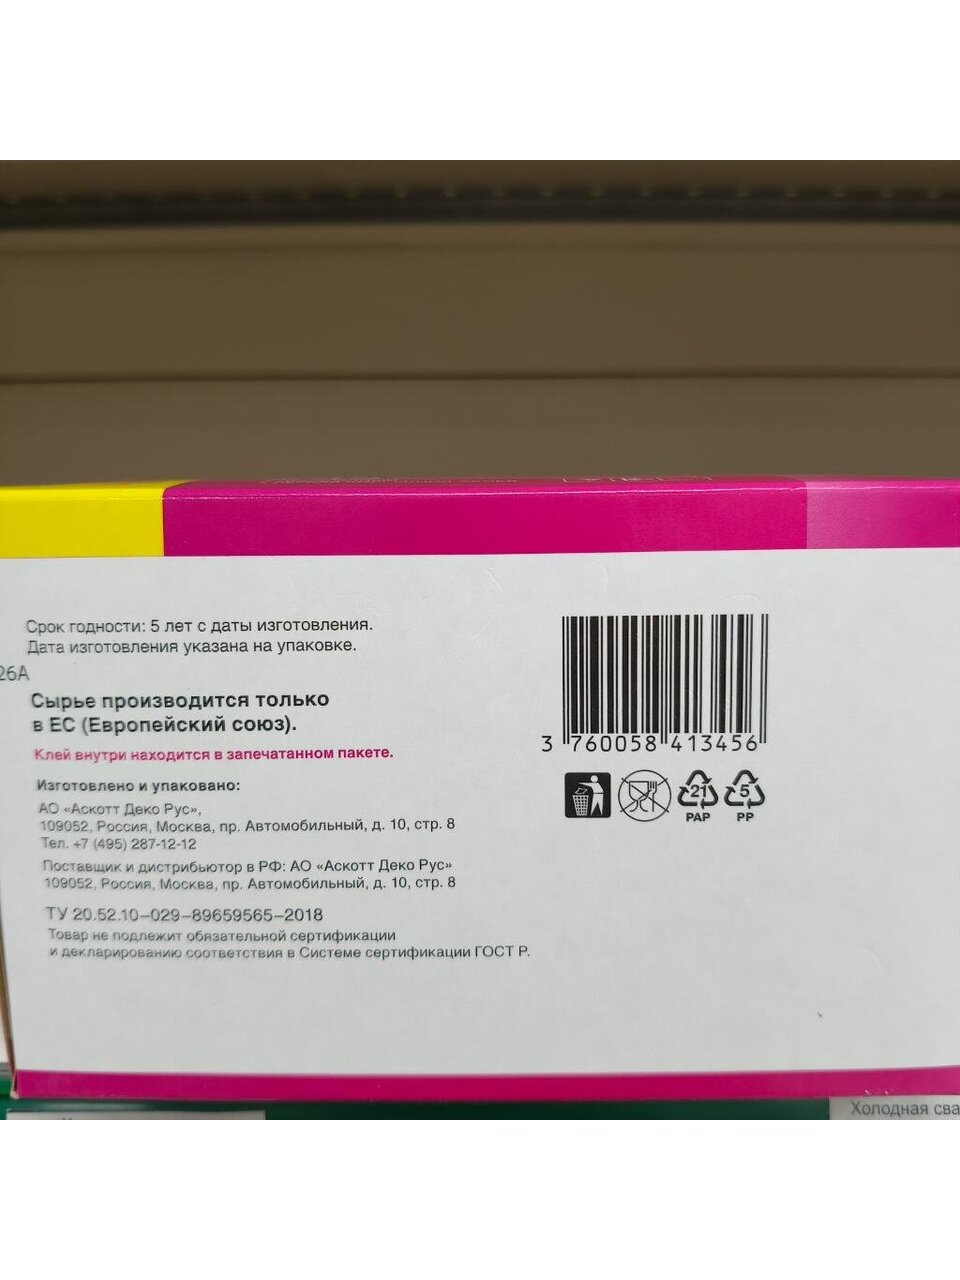 Срок годности: 5 лет с даты изготовления.
Дата изготовления указана на упаковке.
26A
Сырье производится только
в ЕС (Европейский союз).
Клей внутри находится в запечатанном пакете.
Изготовлено и упаковано:
АО «Аскотт Деко Рус»,
109052, Россия, Москва, пр. Автомобильный, д. 10, стр. 8
Тел. +7 (495) 287-12-12
Поставщик и дистрибьютор в РФ: АО «Аскотт Деко Рус»
109052, Россия, Москва, пр. Автомобильный, д. 10, стр. 8
ТУ 20.52.10–029–89659565–2018
Товар не подлежит обязательной сертификации
и декларированию соответствия в Системе сертификации ГОСТ Р.
3 760058 413456
21 5
PAP PP
Холодная сва